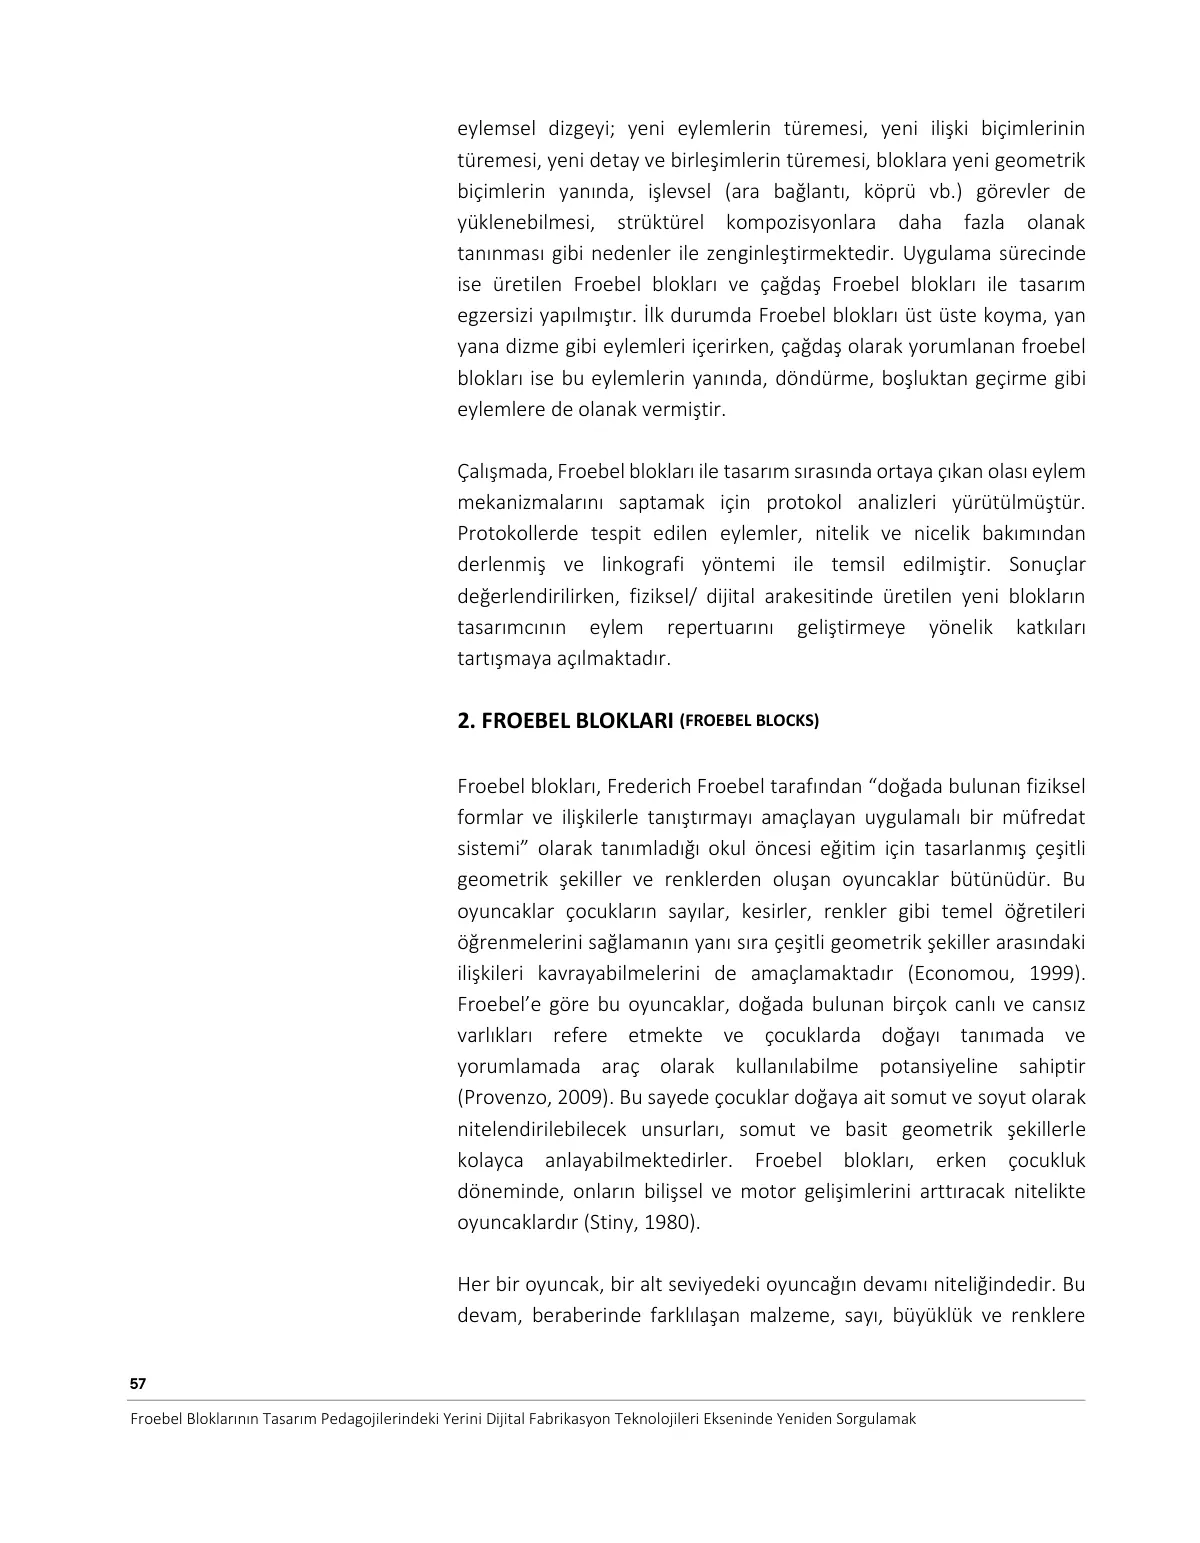 eylemsel dizgeyi; yeni eylemlerin türemesi, yeni ilişki biçimlerinin
türemesi, yeni detay ve birleşimlerin türemesi, bloklara yeni geometrik
biçimlerin yanında, işlevsel (ara bağlantı, köprü vb.) görevler de
yüklenebilmesi, strüktürel kompozisyonlara daha fazla olanak
tanınması gibi nedenler ile zenginleştirmektedir. Uygulama sürecinde
ise üretilen Froebel blokları ve çağdaş Froebel blokları ile tasarım
egzersizi yapılmıştır. İlk durumda Froebel blokları üst üste koyma, yan
yana dizme gibi eylemleri içerirken, çağdaş olarak yorumlanan froebel
blokları ise bu eylemlerin yanında, döndürme, boşluktan geçirme gibi
eylemlere de olanak vermiştir.
Çalışmada, Froebel blokları ile tasarım sırasında ortaya çıkan olası eylem
mekanizmalarını saptamak için protokol analizleri yürütülmüştür.
Protokollerde tespit edilen eylemler, nitelik ve nicelik bakımından
derlenmiş ve linkografi yöntemi ile temsil edilmiştir. Sonuçlar
değerlendirilirken, fiziksel/ dijital arakesitinde üretilen yeni blokların
tasarımcının eylem repertuarını geliştirmeye yönelik katkıları
tartışmaya açılmaktadır.
2. FROEBEL BLOKLARI (FROEBEL BLOCKS)
Froebel blokları, Frederich Froebel tarafından “doğada bulunan fiziksel
formlar ve ilişkilerle tanıştırmayı amaçlayan uygulamalı bir müfredat
sistemi” olarak tanımladığı okul öncesi eğitim için tasarlanmış çeşitli
geometrik şekiller ve renklerden oluşan oyuncaklar bütünüdür. Bu
oyuncaklar çocukların sayılar, kesirler, renkler gibi temel öğretileri
öğrenmelerini sağlamanın yanı sıra çeşitli geometrik şekiller arasındaki
ilişkileri kavrayabilmelerini de amaçlamaktadır (Economou, 1999).
Froebel’e göre bu oyuncaklar, doğada bulunan birçok canlı ve cansız
varlıkları refere etmekte ve çocuklarda doğayı tanımada ve
yorumlamada araç olarak kullanılabilme potansiyeline sahiptir
(Provenzo, 2009). Bu sayede çocuklar doğaya ait somut ve soyut olarak
nitelendirilebilecek unsurları, somut ve basit geometrik şekillerle
kolayca anlayabilmektedirler. Froebel blokları, erken çocukluk
döneminde, onların bilişsel ve motor gelişimlerini arttıracak nitelikte
oyuncaklardır (Stiny, 1980).
Her bir oyuncak, bir alt seviyedeki oyuncağın devamı niteliğindedir. Bu
devam, beraberinde farklılaşan malzeme, sayı, büyüklük ve renklere
57
Froebel Bloklarının Tasarım Pedagojilerindeki Yerini Dijital Fabrikasyon Teknolojileri Ekseninde Yeniden Sorgulamak